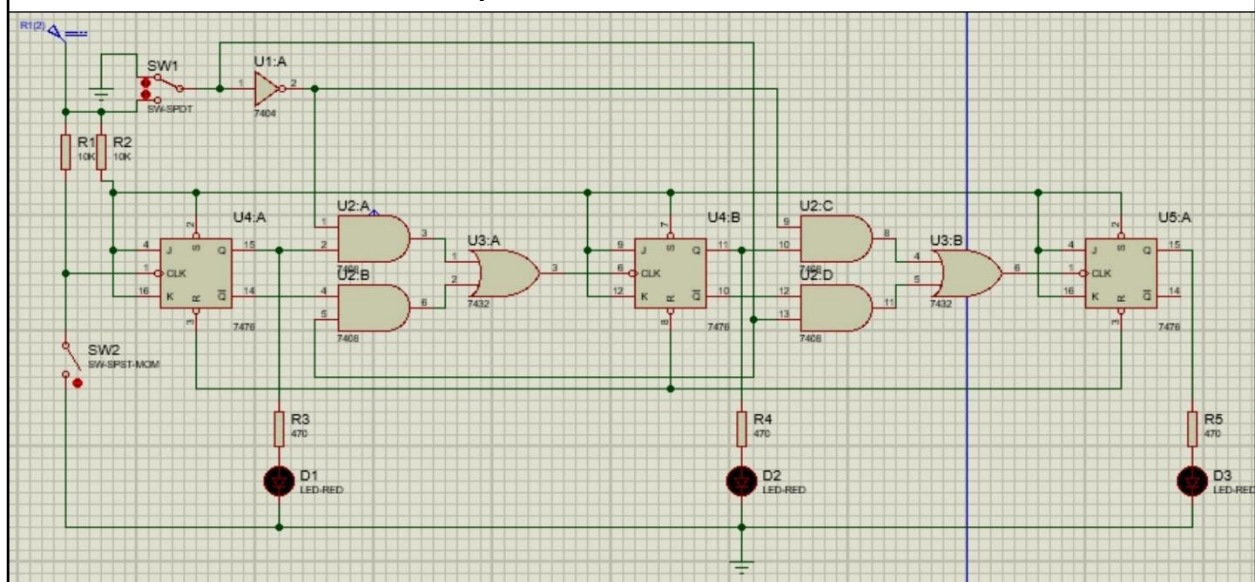 R1(2)
SW1
SW-SPDT
U1:A
1
2
7404
R1
10K
R2
10K
U4:A
4
J
2
S
Q
15
1
CLK
16
K
R
3
Q
14
7476
U2:A
1
2
3
7408
U2:B
4
5
6
7408
U3:A
1
2
3
7432
U4:B
9
J
7
S
Q
11
6
CLK
12
K
R
8
Q
10
7476
U2:C
9
10
8
7408
U2:D
12
13
11
7408
U3:B
4
5
6
7432
U5:A
4
J
2
S
Q
15
1
CLK
16
K
R
3
Q
14
7476
SW2
SW-SPST-MOM
R3
470
D1
LED-RED
R4
470
D2
LED-RED
R5
470
D3
LED-RED